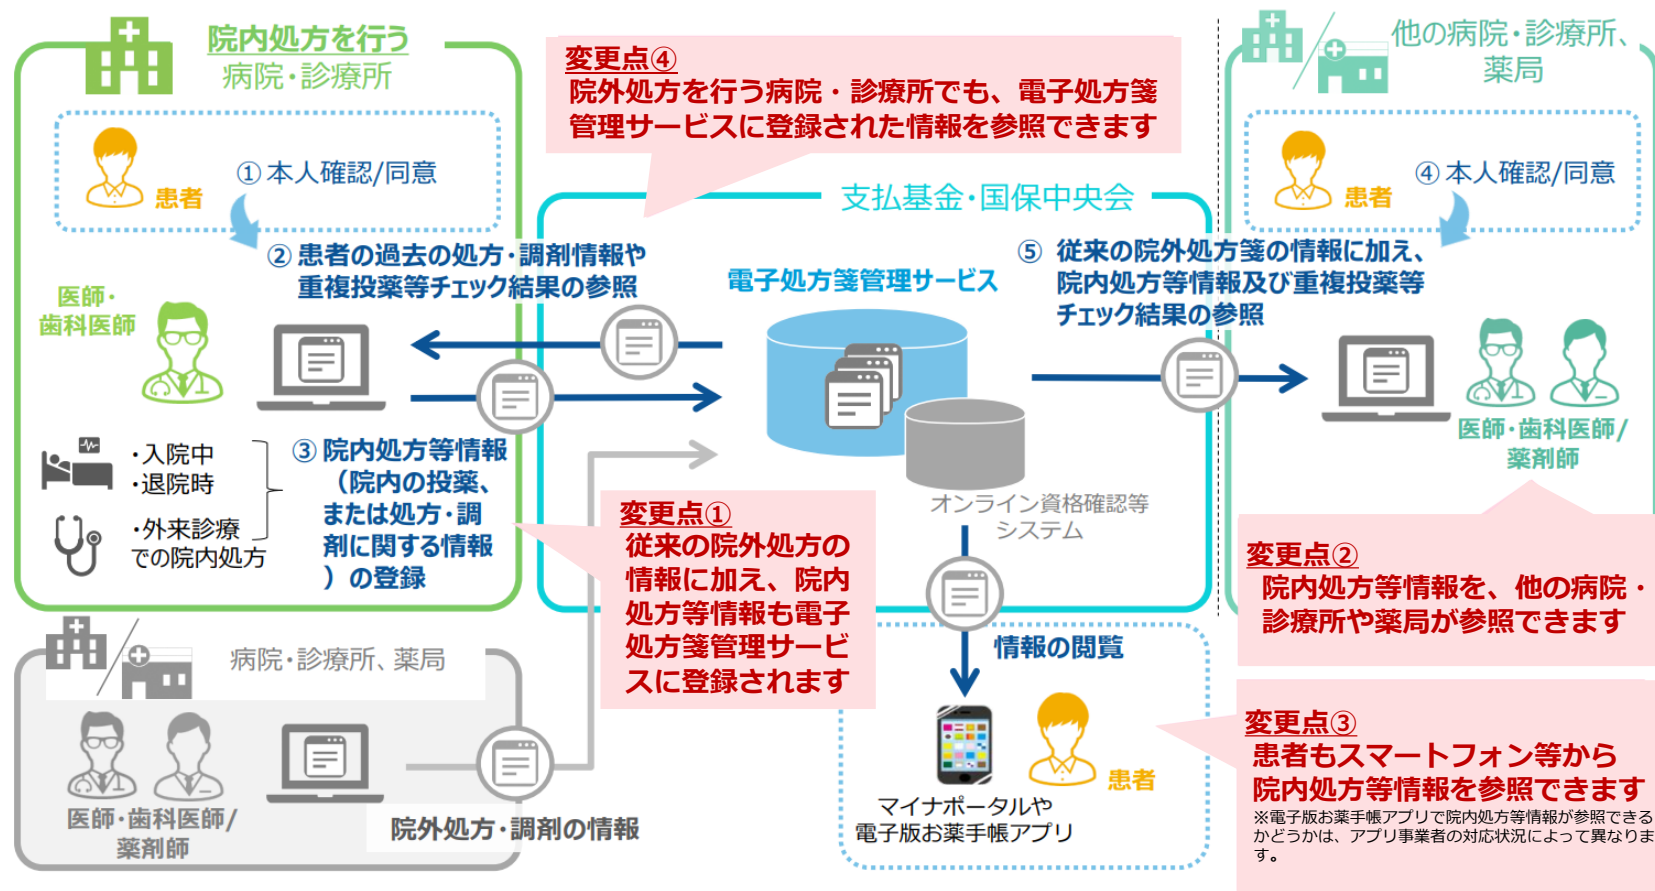 院内処方を行う
病院・診療所
患者
① 本人確認/同意
② 患者の過去の処方・調剤情報や
重複投薬等チェック結果の参照
医師・
歯科医師
・入院中
・退院時
・外来診療
での院内処方
③ 院内処方等情報
（院内の投薬、
または処方・調
剤に関する情報
）の登録
変更点④
院外処方を行う病院・診療所でも、電子処方箋
管理サービスに登録された情報を参照できます
支払基金・国保中央会
電子処方箋管理サービス
オンライン資格確認等
システム
変更点①
従来の院外処方の
情報に加え、院内
処方等情報も電子
処方箋管理サービ
スに登録されます
他の病院・診療所、
薬局
患者
④ 本人確認/同意
⑤ 従来の院外処方箋の情報に加え、
院内処方等情報及び重複投薬等
チェック結果の参照
医師・歯科医師/
薬剤師
変更点②
院内処方等情報を、他の病院・
診療所や薬局が参照できます
病院・診療所、薬局
医師・歯科医師/
薬剤師
院外処方・調剤の情報
情報の閲覧
患者
マイナポータルや
電子版お薬手帳アプリ
変更点③
患者もスマートフォン等から
院内処方等情報を参照できます
※電子版お薬手帳アプリで院内処方等情報が参照できる
かどうかは、アプリ事業者の対応状況によって異なりま
す。